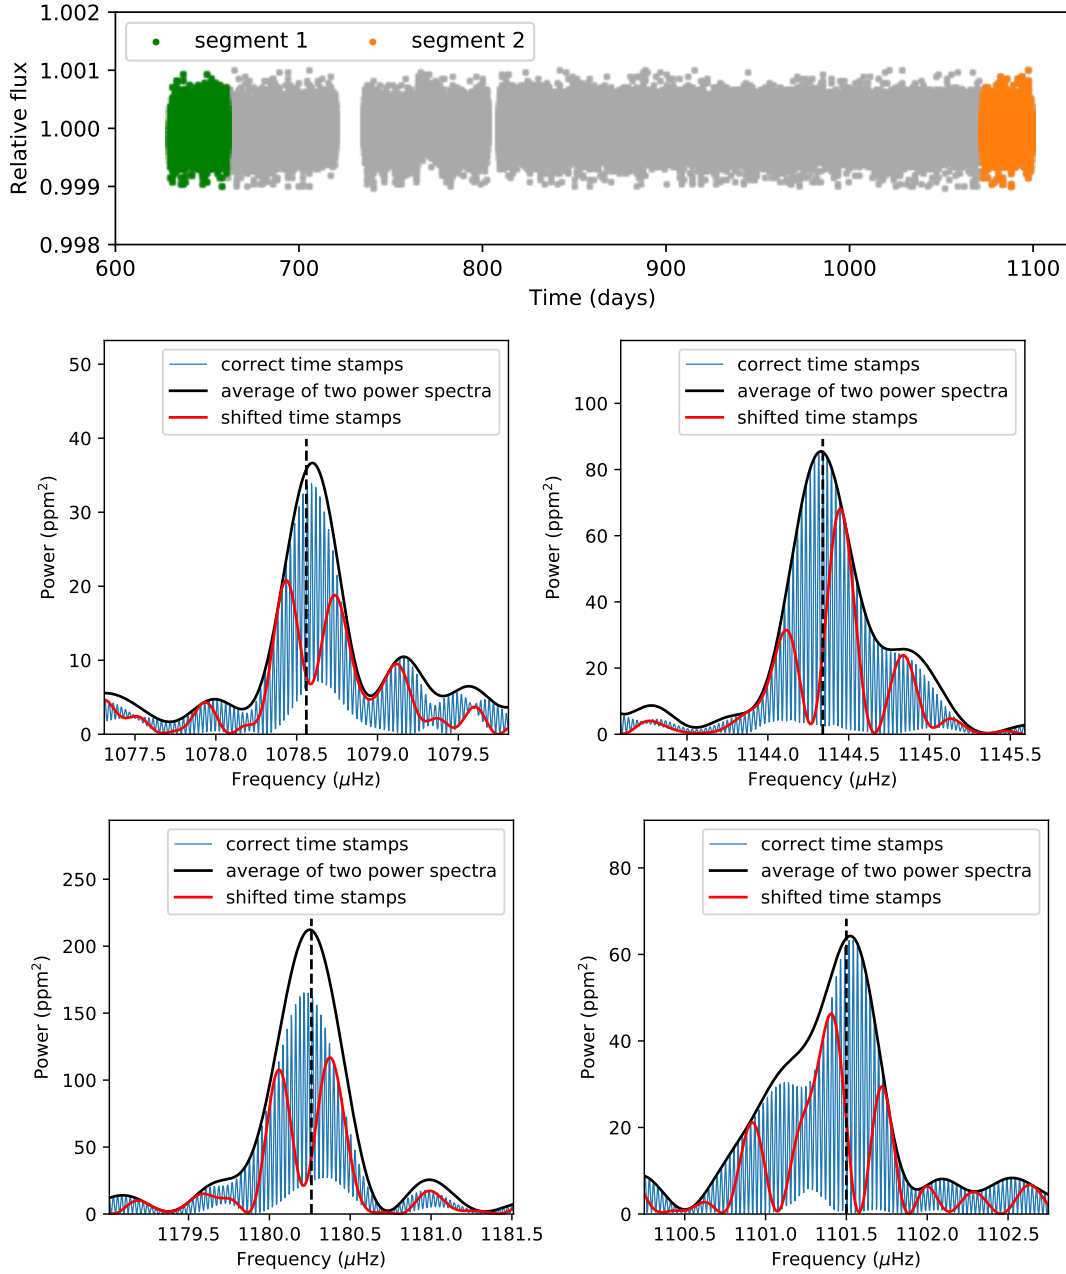 1.002
1.001
1.000
0.999
0.998
Relative flux
segment 1
segment 2
600
700
800
900
1000
1100
Time (days)
50
40
30
20
10
0
Power (ppm²)
correct time stamps
average of two power spectra
shifted time stamps
1077.5
1078.0
1078.5
1079.0
1079.5
Frequency (μHz)
100
80
60
40
20
0
Power (ppm²)
correct time stamps
average of two power spectra
shifted time stamps
1143.5
1144.0
1144.5
1145.0
1145.5
Frequency (μHz)
250
200
150
100
50
0
Power (ppm²)
correct time stamps
average of two power spectra
shifted time stamps
1179.5
1180.0
1180.5
1181.0
1181.5
Frequency (μHz)
80
60
40
20
0
Power (ppm²)
correct time stamps
average of two power spectra
shifted time stamps
1100.5
1101.0
1101.5
1102.0
1102.5
Frequency (μHz)